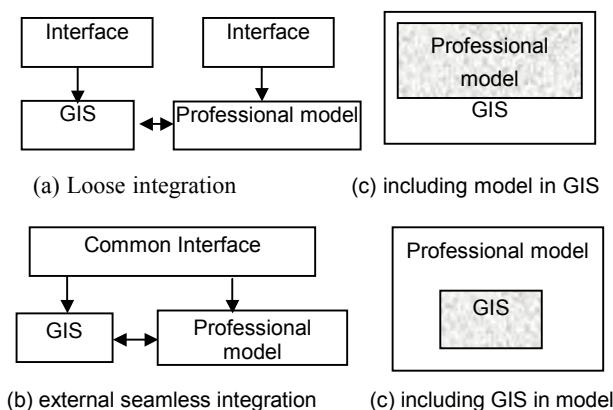 Interface
Interface
GIS
Professional model
(a) Loose integration
Professional
model
GIS
(c) including model in GIS
Common Interface
GIS
Professional
model
(b) external seamless integration
Professional model
GIS
(c) including GIS in model